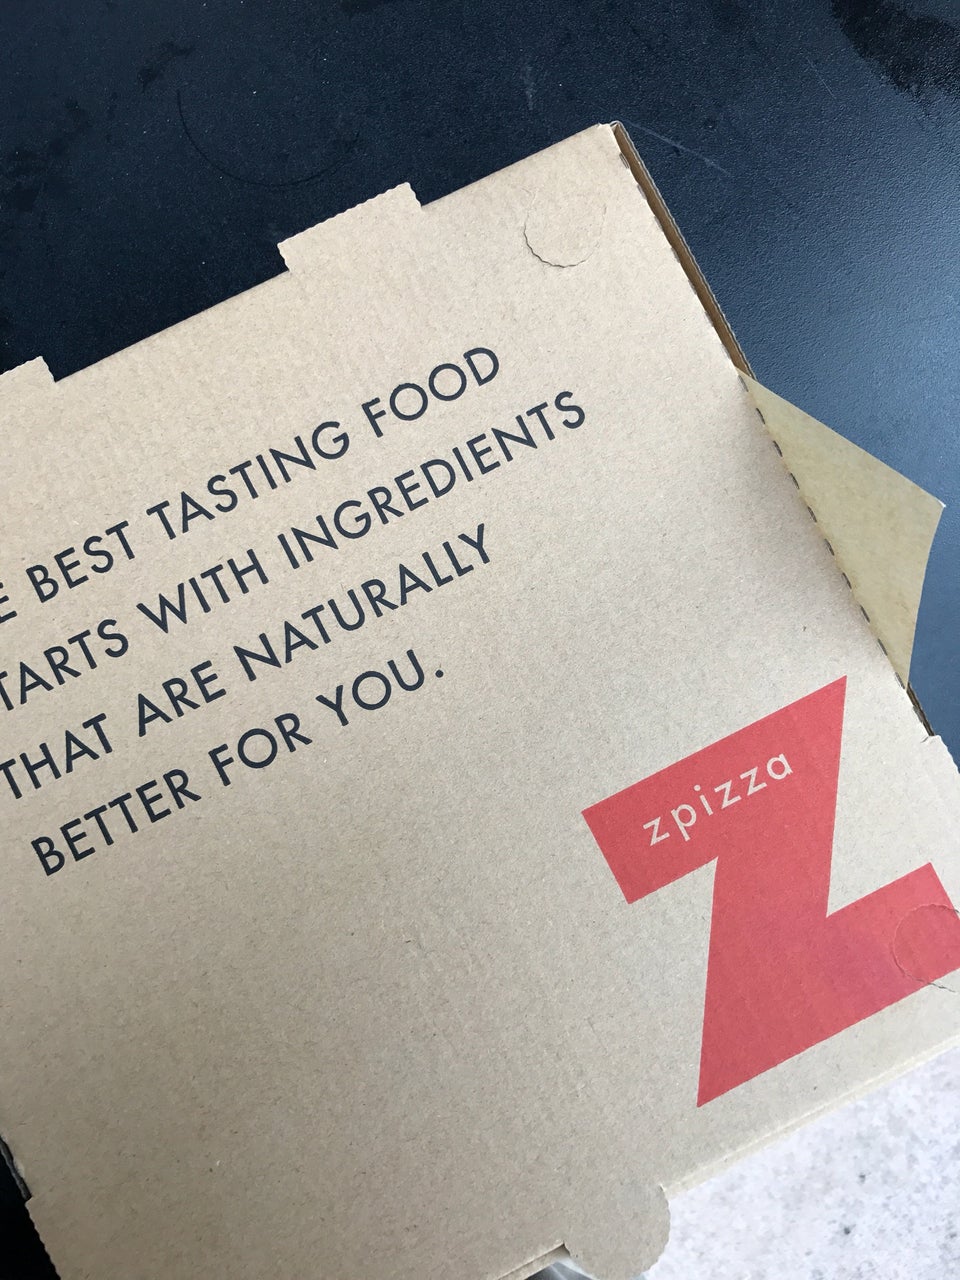 E BEST TASTING FOOD
TARTS WITH INGREDIENTS
THAT ARE NATURALLY
BETTER FOR YOU.
zpizza